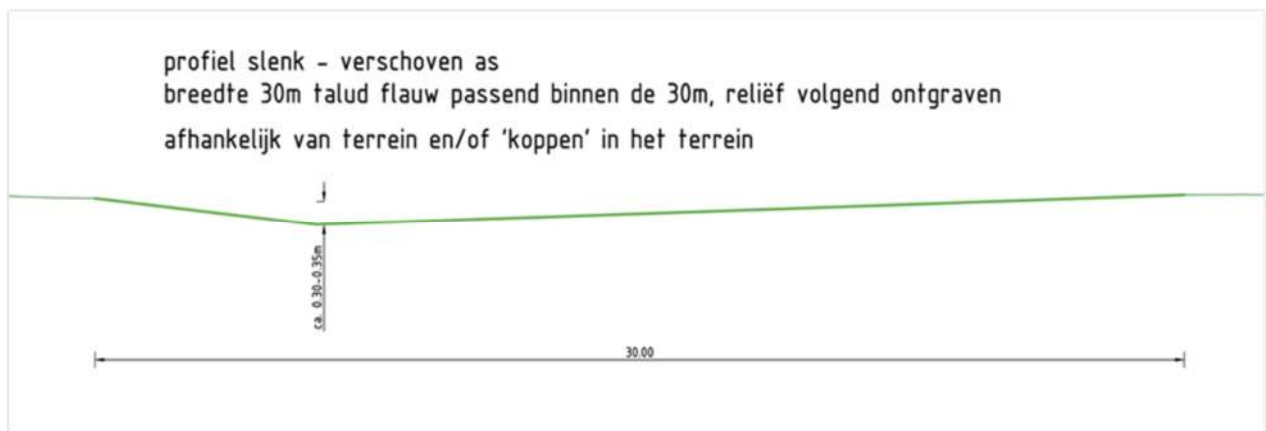 profiel slenk - verschoven as
breedte 30m talud flauw passend binnen de 30m, reliëf volgend ontgraven
afhankelijk van terrein en/of 'koppen' in het terrein
ca. 0.30-0.35m
30.00